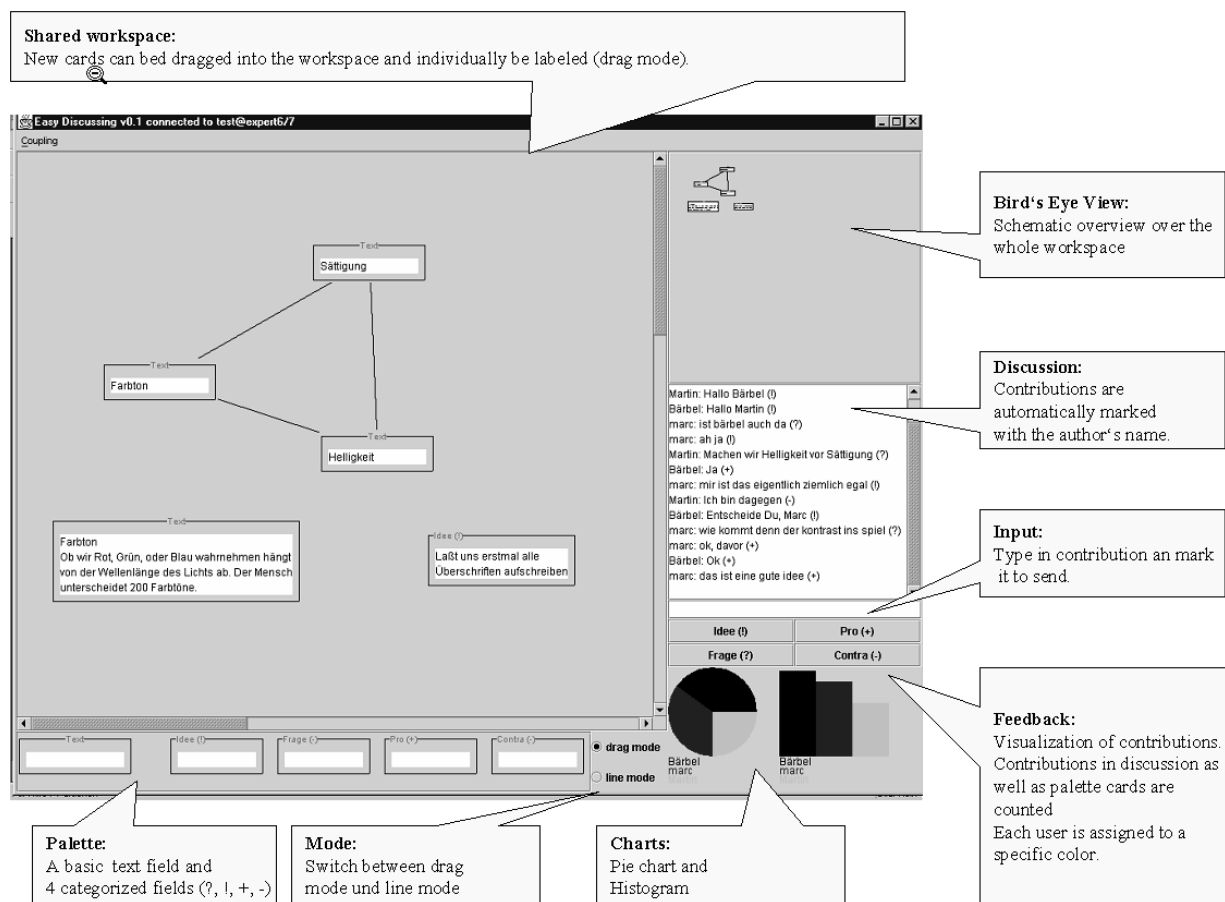 Shared workspace:
New cards can bed dragged into the workspace and individually be labeled (drag mode).
Easy Discussing v0.1 connected to test@expert6/7
Coupling
Text
Sättigung
Text
Farbton
Text
Helligkeit
Text
Farbton
Ob wir Rot, Grün, oder Blau wahrnehmen hängt
von der Wellenlänge des Lichts ab. Der Mensch
unterscheidet 200 Farbtöne.
Idee (!)
Laßt uns erstmal alle
Überschriften aufschreiben
Bird's Eye View:
Schematic overview over the
whole workspace
Martin: Hallo Bärbel (!)
Bärbel: Hallo Martin (!)
marc: ist bärbel auch da (?)
marc: ah ja (!)
Martin: Machen wir Helligkeit vor Sättigung (?)
Bärbel: Ja (+)
marc: mir ist das eigentlich ziemlich egal (!)
Martin: Ich bin dagegen (-)
Bärbel: Entscheide Du, Marc (!)
marc: wie kommt denn der kontrast ins spiel (?)
marc: ok, davor (+)
Bärbel: Ok (+)
marc: das ist eine gute idee (+)
Discussion:
Contributions are
automatically marked
with the author's name.
Input:
Type in contribution an mark
it to send.
Idee (!)
Pro (+)
Frage (?)
Contra (-)
Bärbel
marc
Martin
Bärbel
marc
Martin
Feedback:
Visualization of contributions.
Contributions in discussion as
well as palette cards are
counted
Each user is assigned to a
specific color.
Text
Idee (!)
Frage (-)
Pro (+)
Contra (-)
drag mode
line mode
Palette:
A basic text field and
4 categorized fields (?, !, +, -)
Mode:
Switch between drag
mode und line mode
Charts:
Pie chart and
Histogram